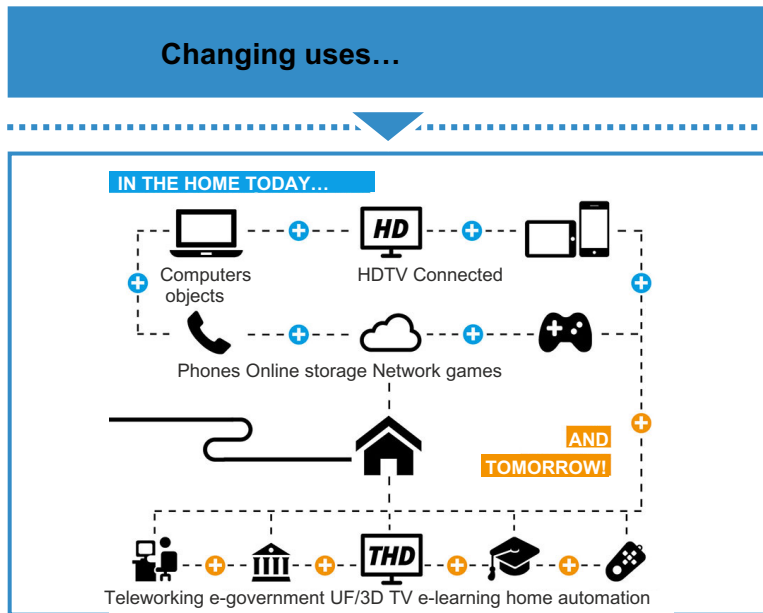 Changing uses…
IN THE HOME TODAY…
HD
Computers HDTV Connected
objects
Phones Online storage Network games
AND
TOMORROW!
THD
Teleworking e-government UF/3D TV e-learning home automation